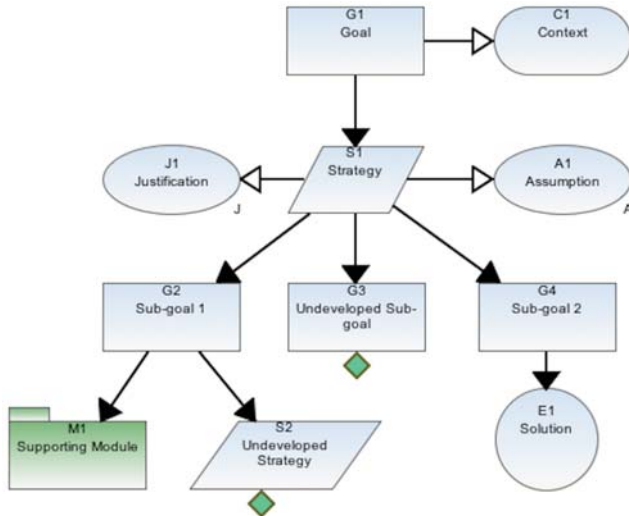 G1
Goal
C1
Context
J1
Justification
J
S1
Strategy
A1
Assumption
A
G2
Sub-goal 1
G3
Undeveloped Sub-
goal
G4
Sub-goal 2
M1
Supporting Module
S2
Undeveloped
Strategy
E1
Solution